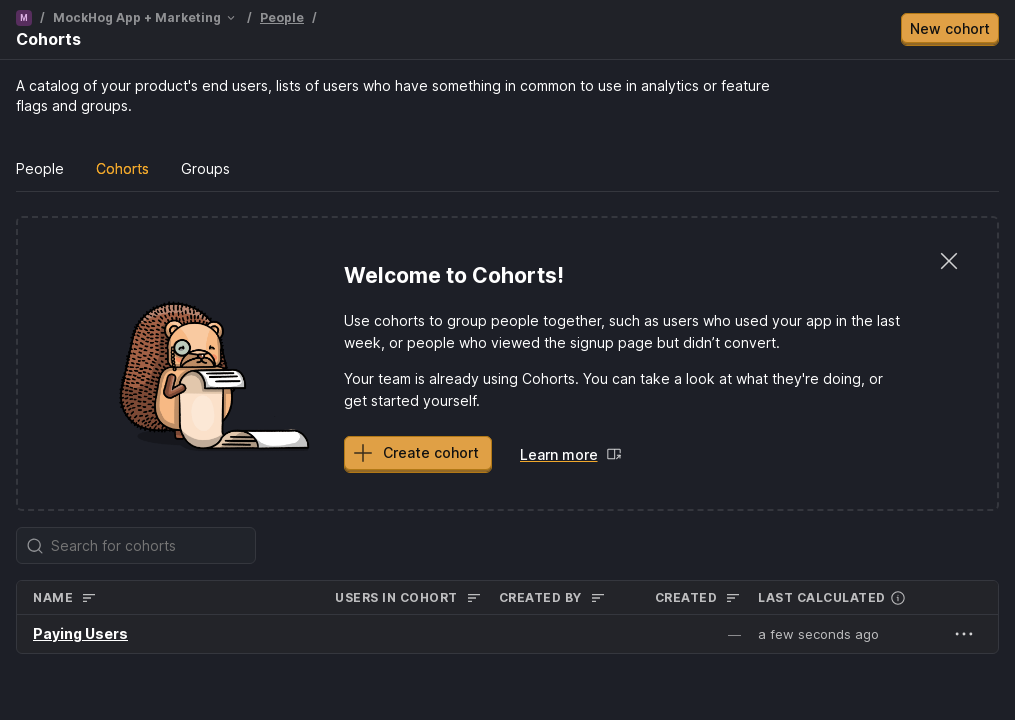 M / MockHog App + Marketing / People /
Cohorts
New cohort
A catalog of your product's end users, lists of users who have something in common to use in analytics or feature
flags and groups.
People Cohorts Groups
Welcome to Cohorts!
Use cohorts to group people together, such as users who used your app in the last
week, or people who viewed the signup page but didn’t convert.
Your team is already using Cohorts. You can take a look at what they're doing, or
get started yourself.
Create cohort Learn more
Search for cohorts
NAME USERS IN COHORT CREATED BY CREATED LAST CALCULATED
Paying Users — a few seconds ago